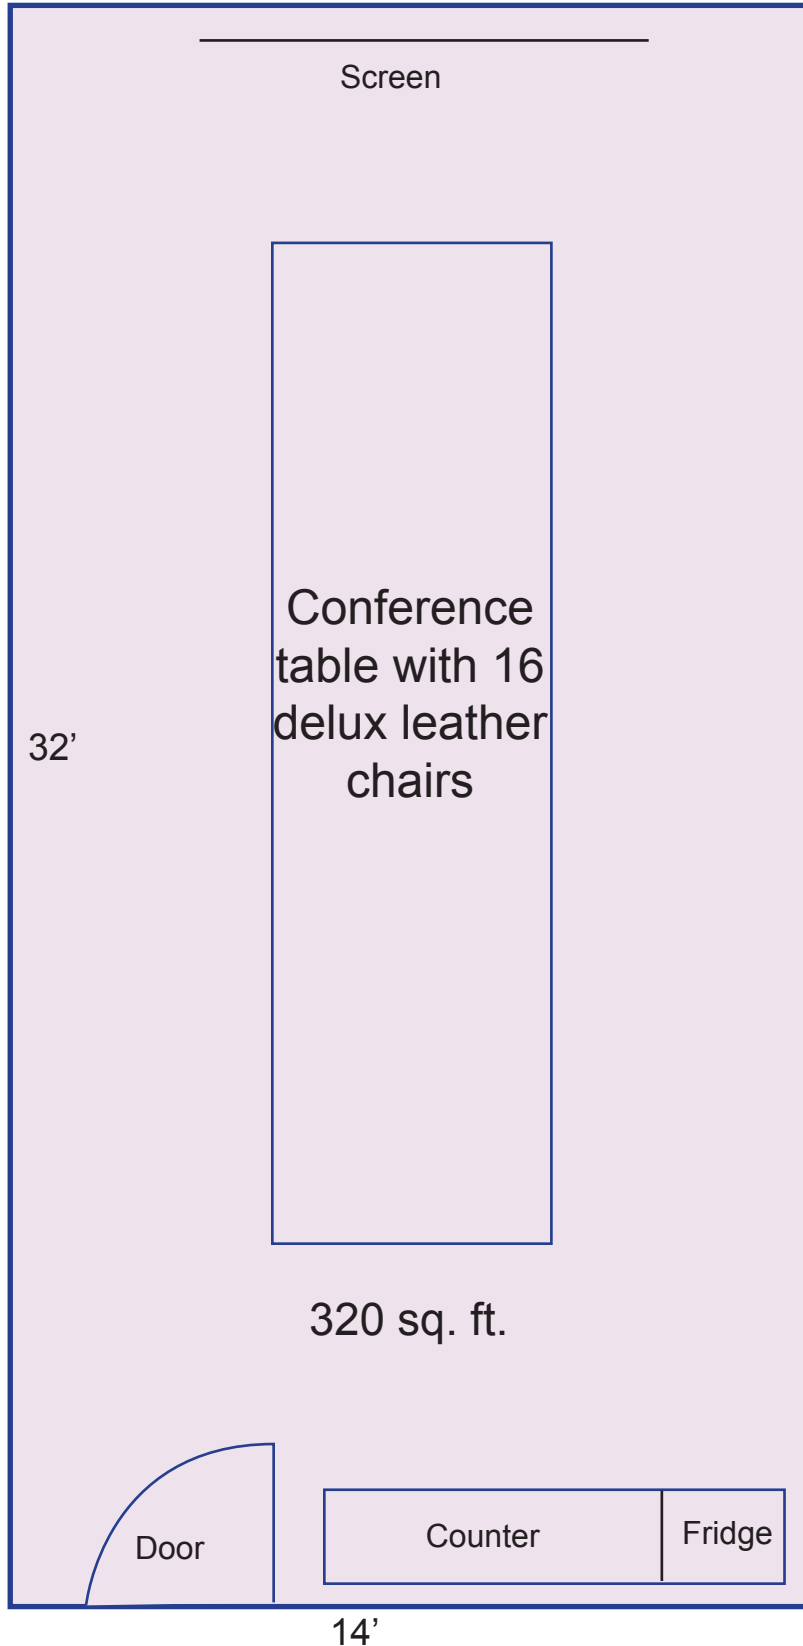 Screen
Conference
table with 16
delux leather
chairs
32’
320 sq. ft.
Door
Counter
Fridge
14’